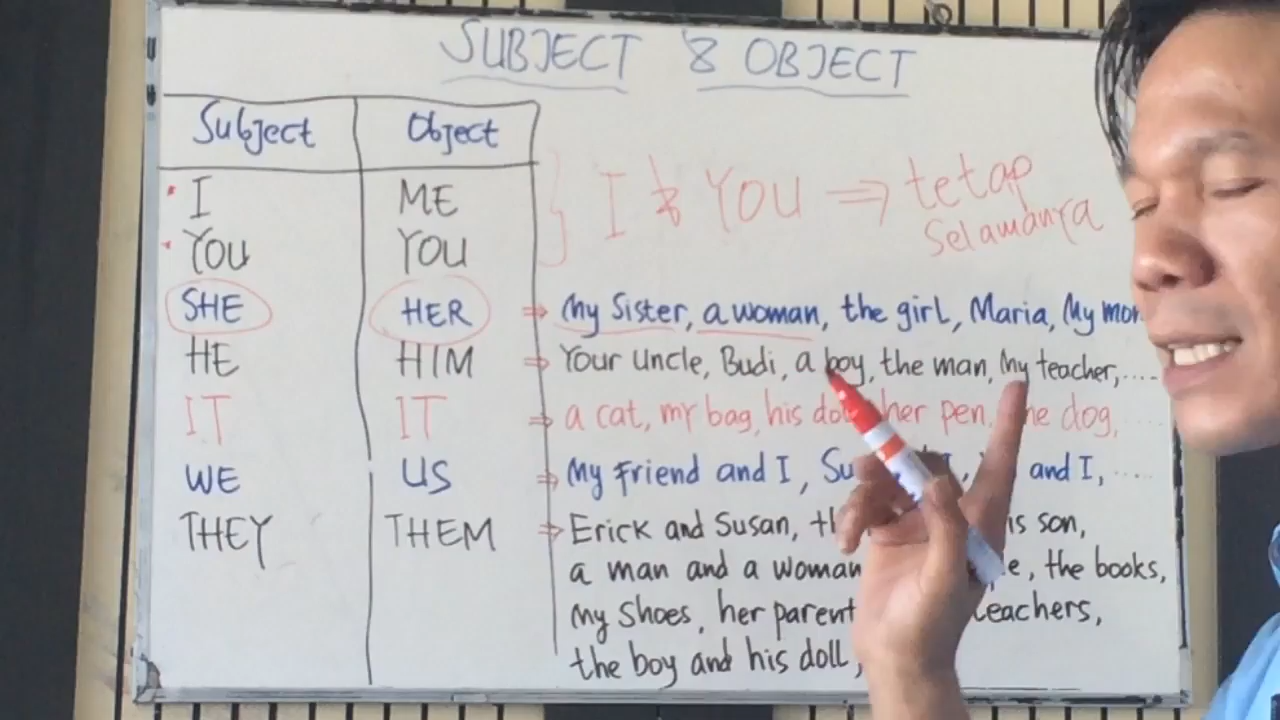 SUBJECT & OBJECT
Subject Object
I ME
YOU YOU
} I & YOU => tetap
Selamanya
SHE HER => My Sister, a woman, the girl, Maria, My
HE HIM => Your uncle, Budi, a boy, the man, My teacher, ....
IT IT => a cat, my bag, his her pen, dog, ....
WE US => My Friend and I, and I, ....
THEY THEM => Erick and Susan, son,
a man and a woman the books,
My Shoes, her teachers,
the boy and his doll,